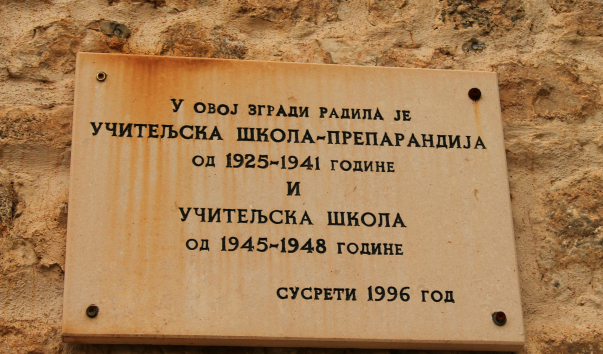 У ОВОЈ ЗГРАДИ РАДИЛА ЈЕ
УЧИТЕЉСКА ШКОЛА-ПРЕПАРАНДИЈА
ОД 1925-1941 ГОДИНЕ
И
УЧИТЕЉСКА ШКОЛА
ОД 1945-1948 ГОДИНЕ
СУСРЕТИ 1996 ГОД